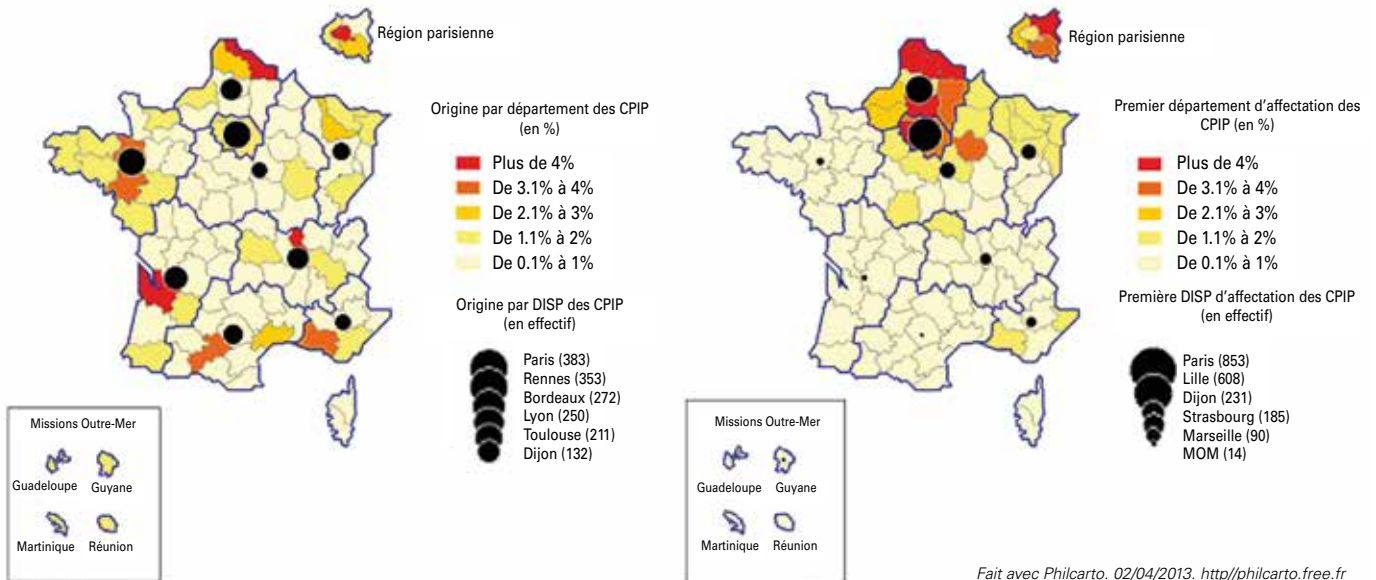 Région parisienne
Origine par département des CPIP
(en %)
Plus de 4%
De 3.1% à 4%
De 2.1% à 3%
De 1.1% à 2%
De 0.1% à 1%
Origine par DISP des CPIP
(en effectif)
Paris (383)
Rennes (353)
Bordeaux (272)
Lyon (250)
Toulouse (211)
Dijon (132)
Missions Outre-Mer
Guadeloupe
Guyane
Martinique
Réunion
Région parisienne
Premier département d'affectation des
CPIP (en %)
Plus de 4%
De 3.1% à 4%
De 2.1% à 3%
De 1.1% à 2%
De 0.1% à 1%
Première DISP d'affectation des CPIP
(en effectif)
Paris (853)
Lille (608)
Dijon (231)
Strasbourg (185)
Marseille (90)
MOM (14)
Missions Outre-Mer
Guadeloupe
Guyane
Martinique
Réunion
Fait avec Philcarto. 02/04/2013. http//philcarto.free.fr